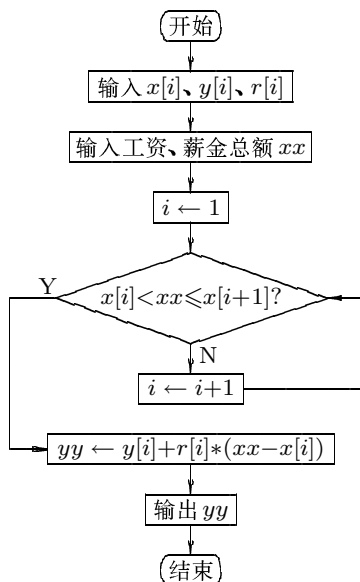 开始
输入 x[i]、y[i]、r[i]
输入工资、薪金总额 xx
i ← 1
Y
x[i]<xx≤x[i+1]?
N
i ← i+1
yy ← y[i]+r[i]*(xx−x[i])
输出 yy
结束